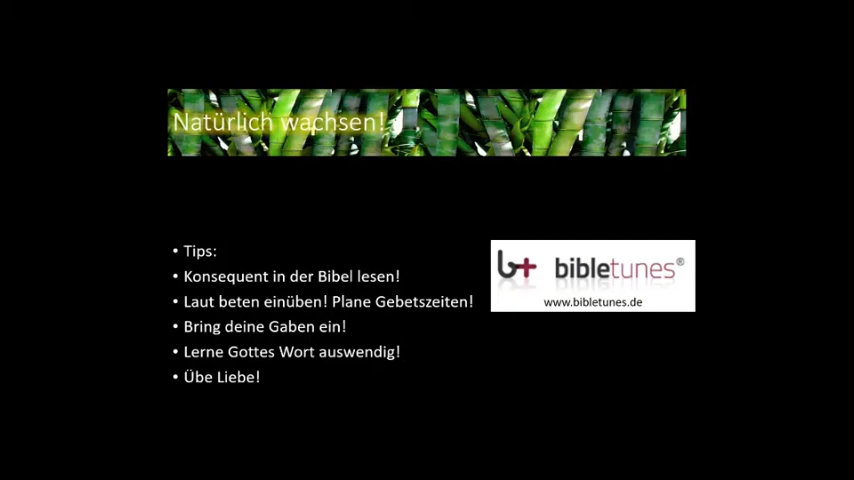 Natürlich wachsen!
• Tips:
• Konsequent in der Bibel lesen!
• Laut beten einüben! Plane Gebetszeiten!
• Bring deine Gaben ein!
• Lerne Gottes Wort auswendig!
• Übe Liebe!
b+ bibletunes®
www.bibletunes.de